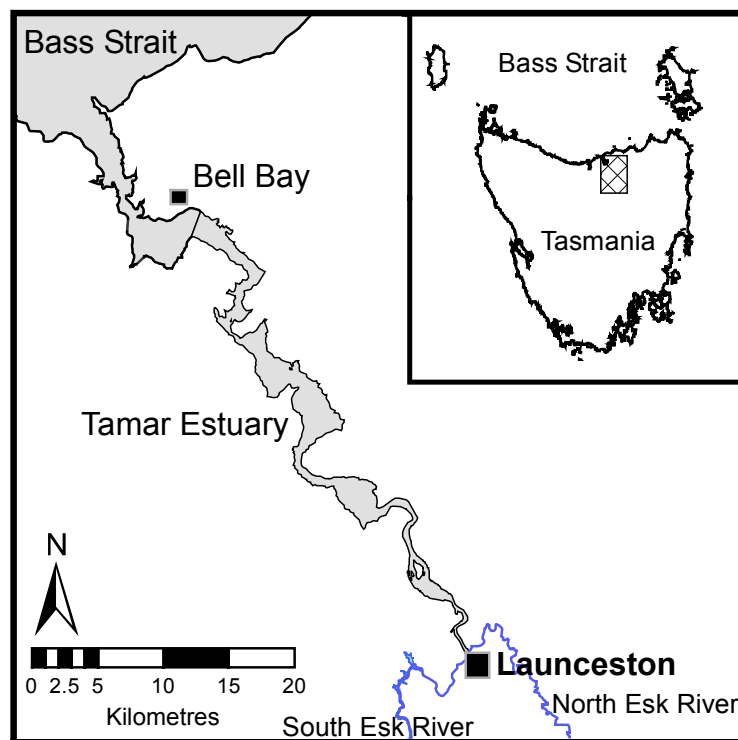 Bass Strait
Bass Strait
Bell Bay
Tasmania
Tamar Estuary
N
0 2.5 5 10 15 20
Kilometres
Launceston
North Esk River
South Esk River